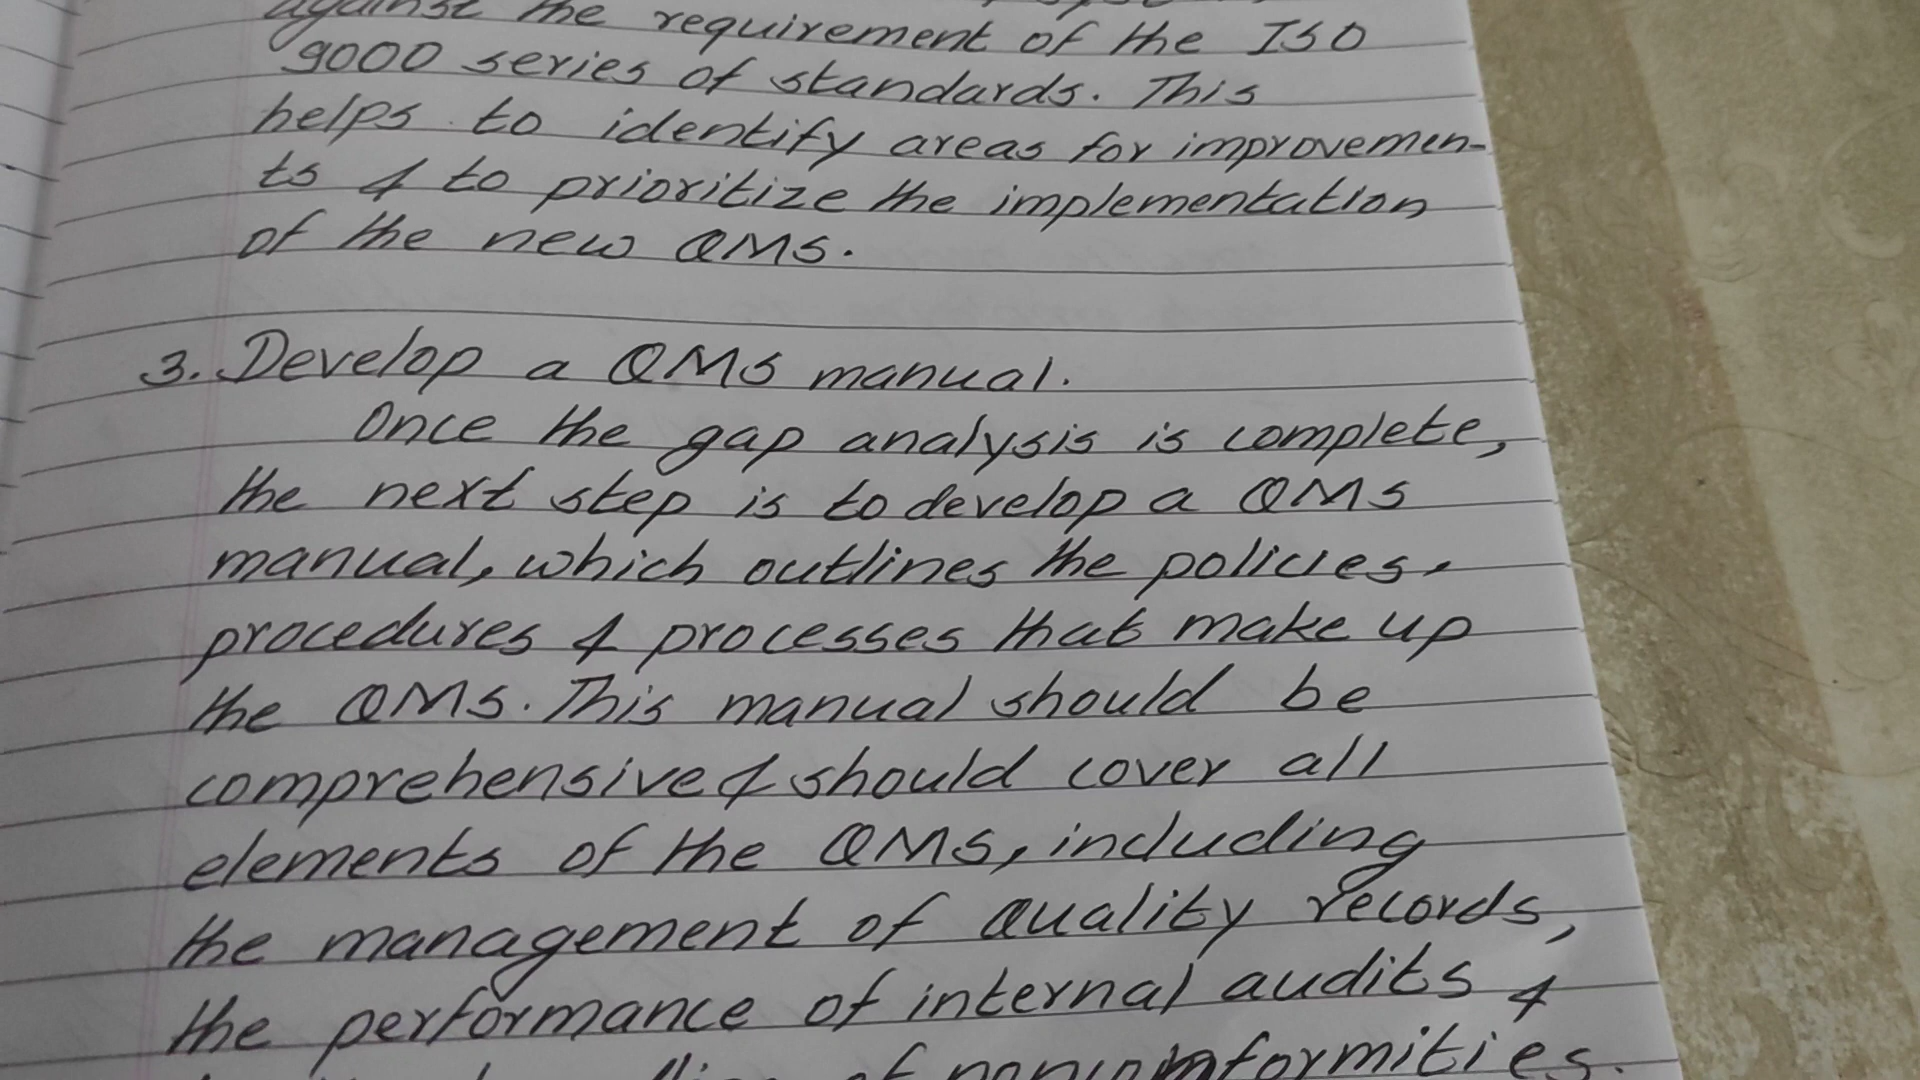 against the requirement of the ISO
9000 series of standards. This
helps to identify areas for improvemen-
ts & to prioritize the implementation
of the new QMS.
3. Develop a QMS manual.
Once the gap analysis is complete,
the next step is to develop a QMS
manual, which outlines the policies,
procedures & processes that make up
the QMS. This manual should be
comprehensive & should cover all
elements of the QMS, including
the management of quality records,
the performance of internal audits &
of nonconformities.